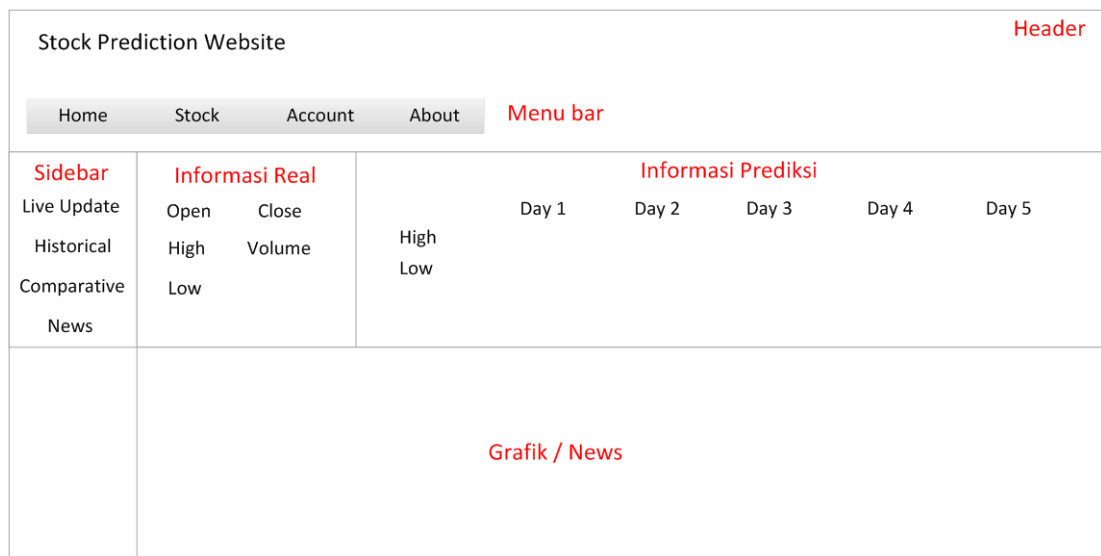 Header
Stock Prediction Website
Home Stock Account About Menu bar
Sidebar
Live Update
Historical
Comparative
News
Informasi Real
Open Close
High Volume
Low
Informasi Prediksi
Day 1 Day 2 Day 3 Day 4 Day 5
High
Low
Grafik / News